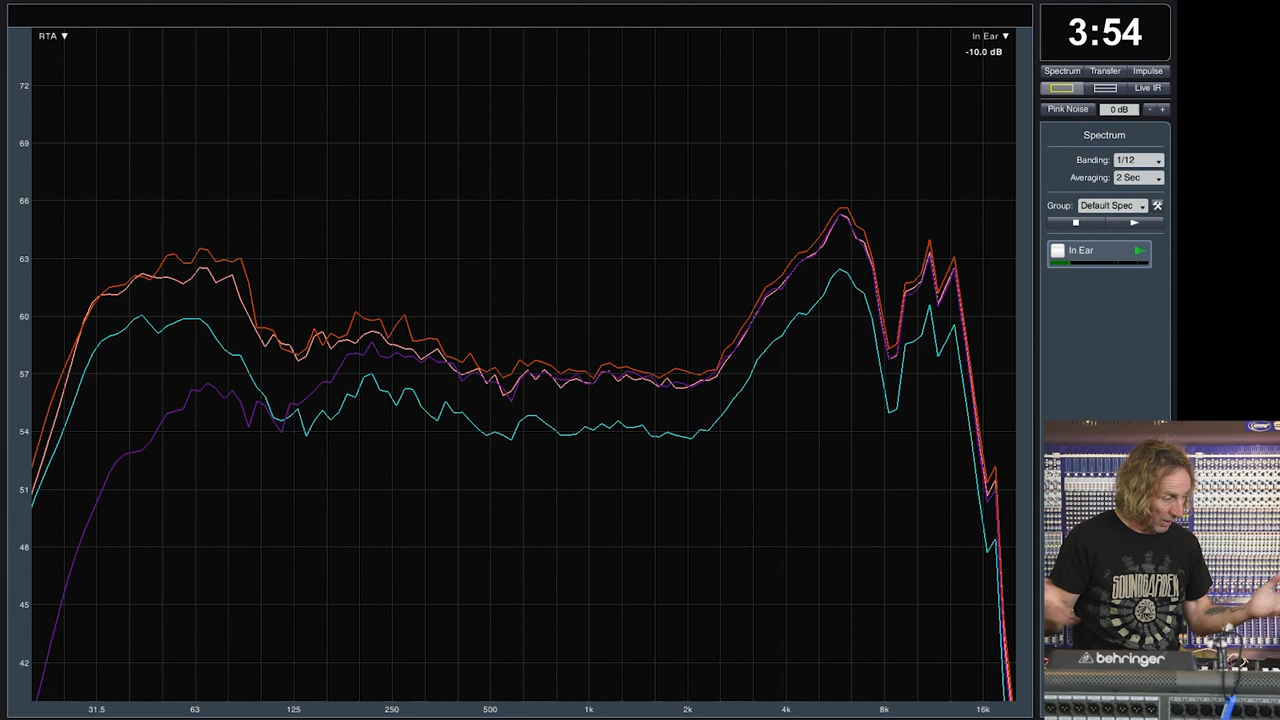 RTA ▼
In Ear ▼
-10.0 dB
72
69
66
63
60
57
54
51
48
45
42
31.5 63 125 250 500 1k 2k 4k 8k 16k
3:54
Spectrum Transfer Impulse
Live IR
Pink Noise 0 dB - +
Spectrum
Banding: 1/12
Averaging: 2 Sec
Group: Default Spec
In Ear
SOUNDGARDEN
behringer